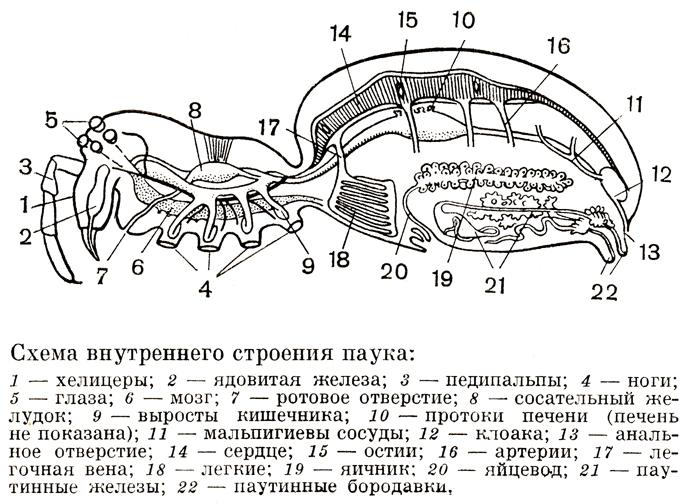 15 10
14 16
8
5 17 11
3 12
1
2
13
7 6 4 9 18 20 19 21 22
Схема внутреннего строения паука:
1 — хелицеры; 2 — ядовитая железа; 3 — педипальпы; 4 — ноги;
5 — глаза; 6 — мозг; 7 — ротовое отверстие; 8 — сосательный же-
лудок; 9 — выросты кишечника; 10 — протоки печени (печень
не показана); 11 — мальпигиевы сосуды; 12 — клоака; 13 — аналь-
ное отверстие; 14 — сердце; 15 — остии; 16 — артерии; 17 — ле-
гочная вена; 18 — легкие; 19 — яичник; 20 — яйцевод; 21 — пау-
тинные железы; 22 — паутинные бородавки.